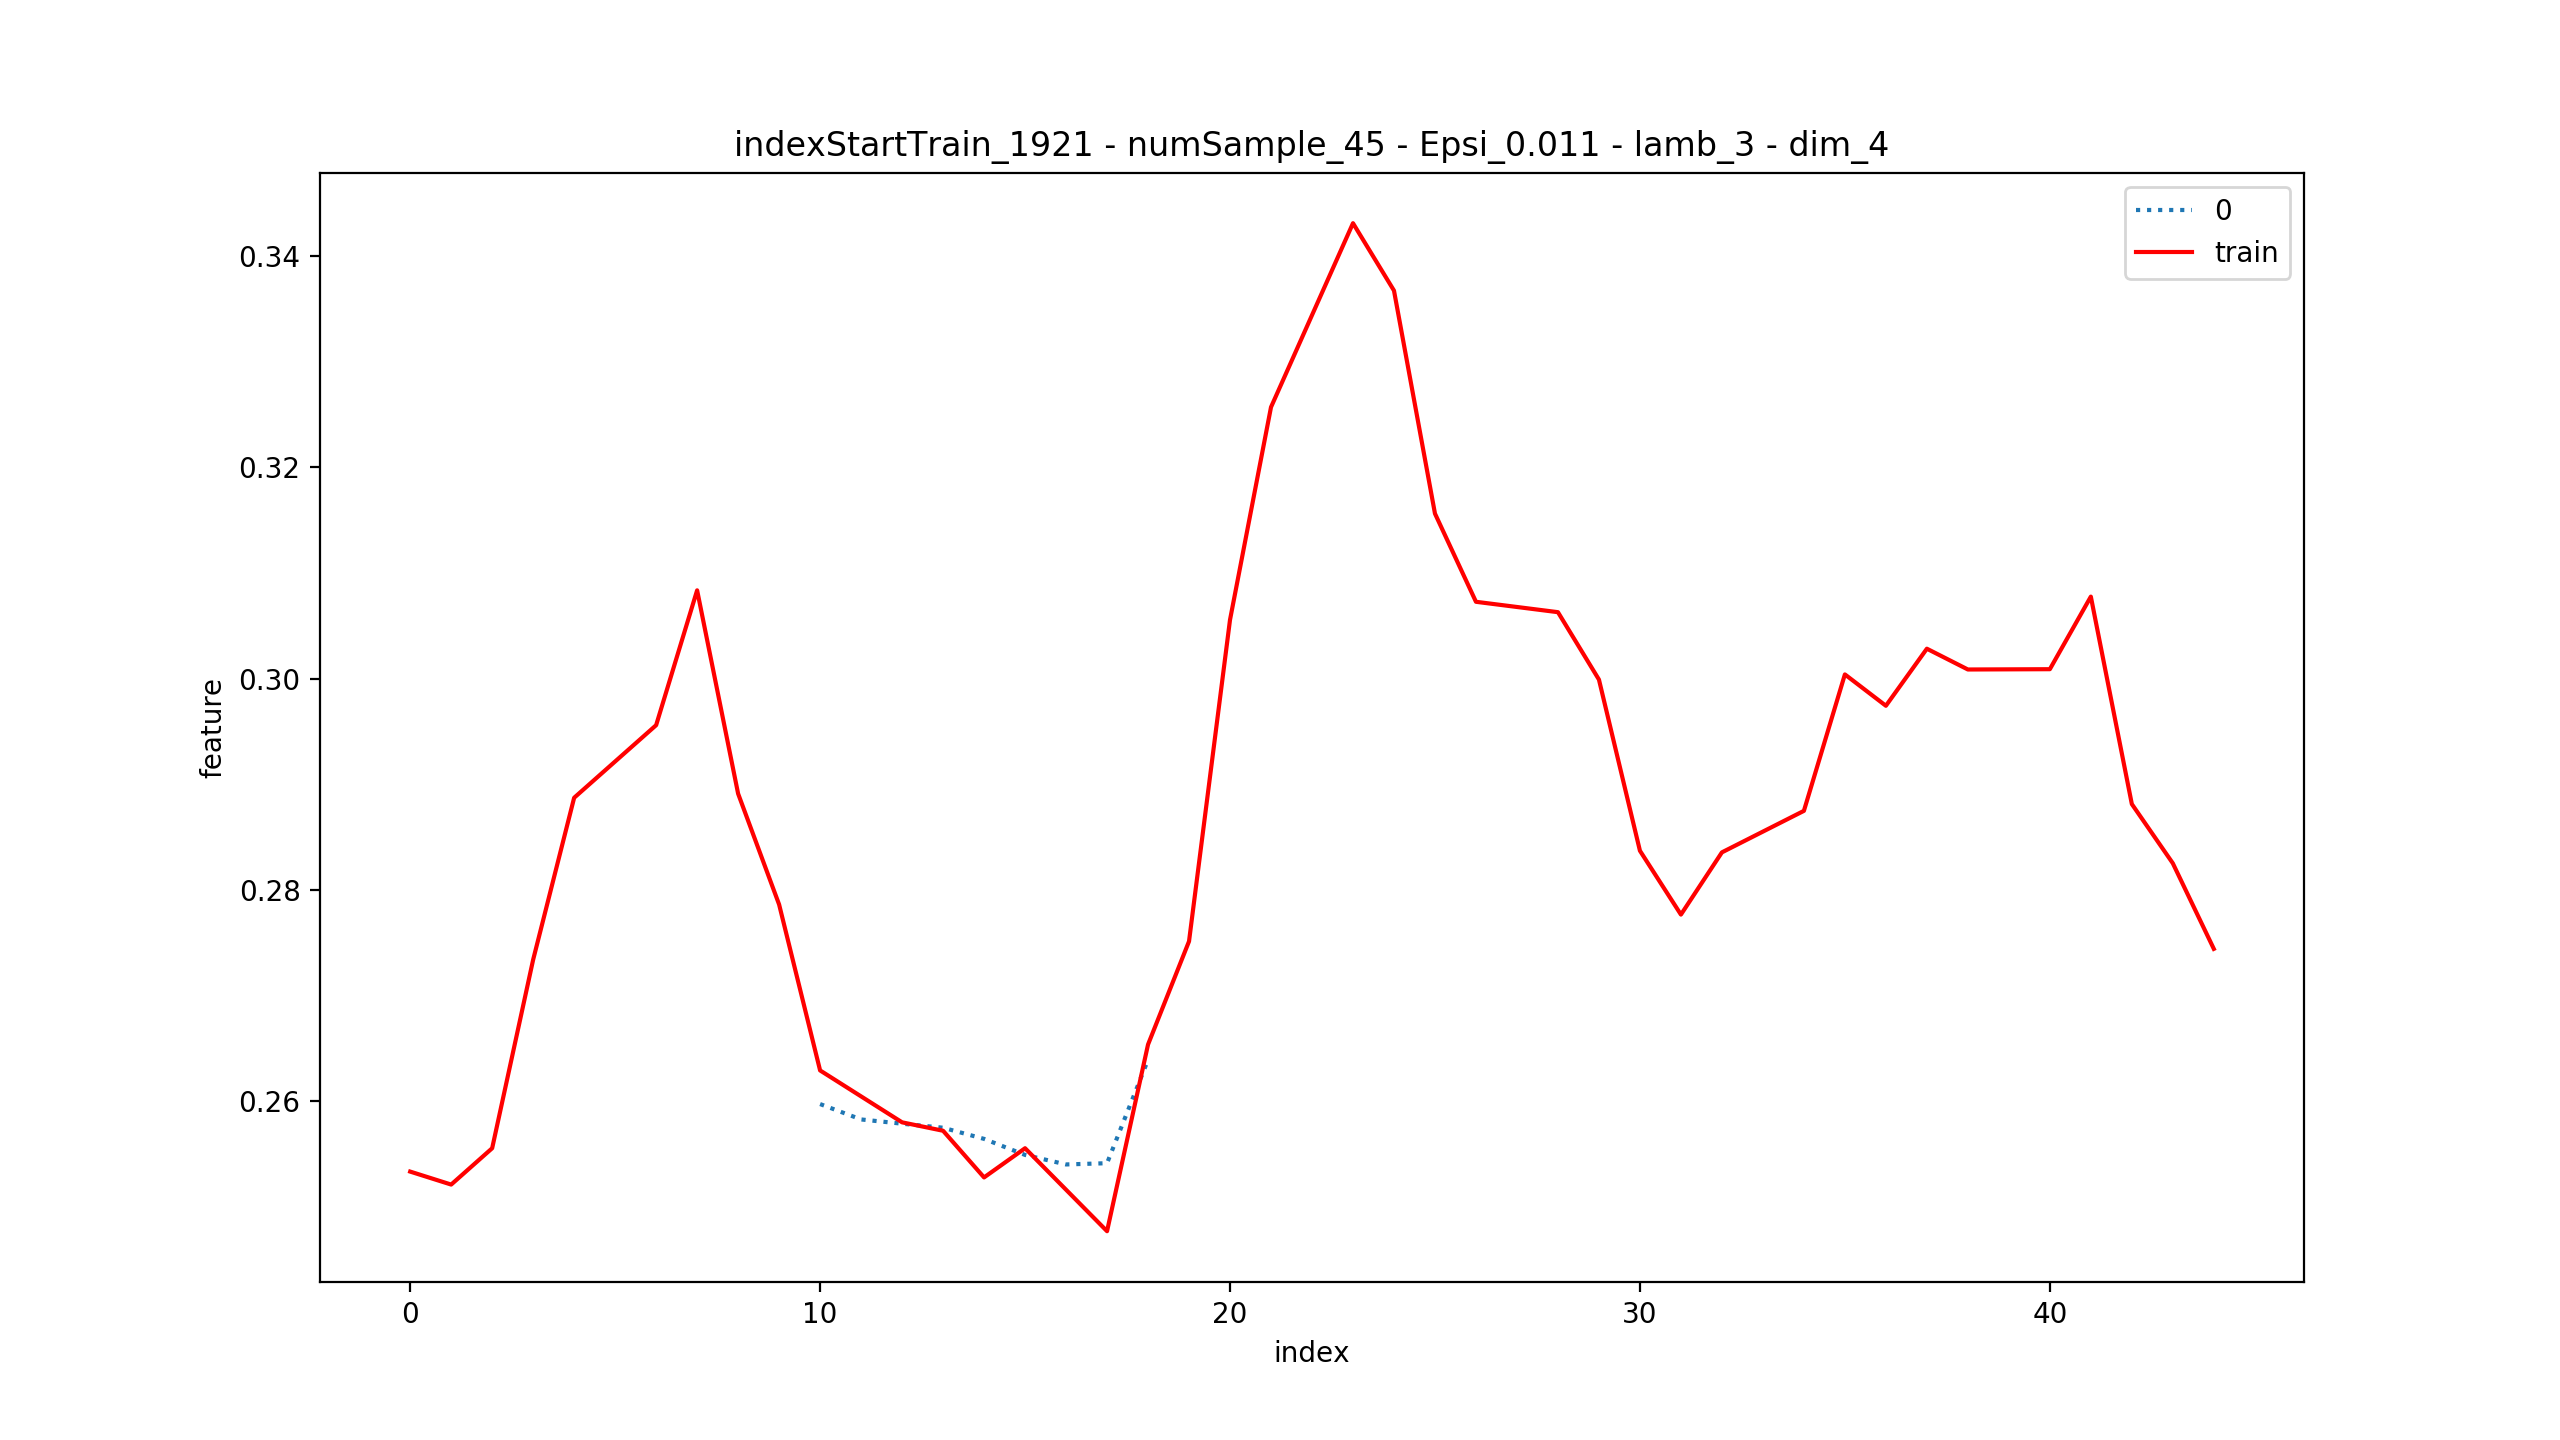 indexStartTrain_1921 - numSample_45 - Epsi_0.011 - lamb_3 - dim_4
0
train
0.34
0.32
0.30
0.28
0.26
feature
0 10 20 30 40
index